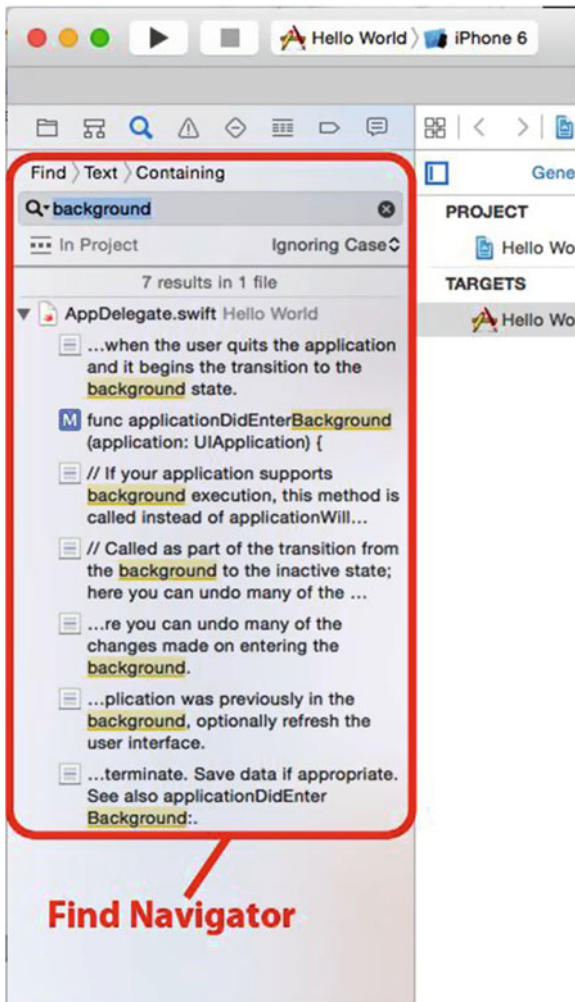 Hello World 〉 iPhone 6
Find 〉 Text 〉 Containing
background
In Project Ignoring Case
7 results in 1 file
AppDelegate.swift Hello World
...when the user quits the application
and it begins the transition to the
background state.
M func applicationDidEnterBackground
(application: UIApplication) {
// If your application supports
background execution, this method is
called instead of applicationWill...
// Called as part of the transition from
the background to the inactive state;
here you can undo many of the ...
...re you can undo many of the
changes made on entering the
background.
...plication was previously in the
background, optionally refresh the
user interface.
...terminate. Save data if appropriate.
See also applicationDidEnter
Background:.
Find Navigator
Gene
PROJECT
Hello Wo
TARGETS
Hello Wo